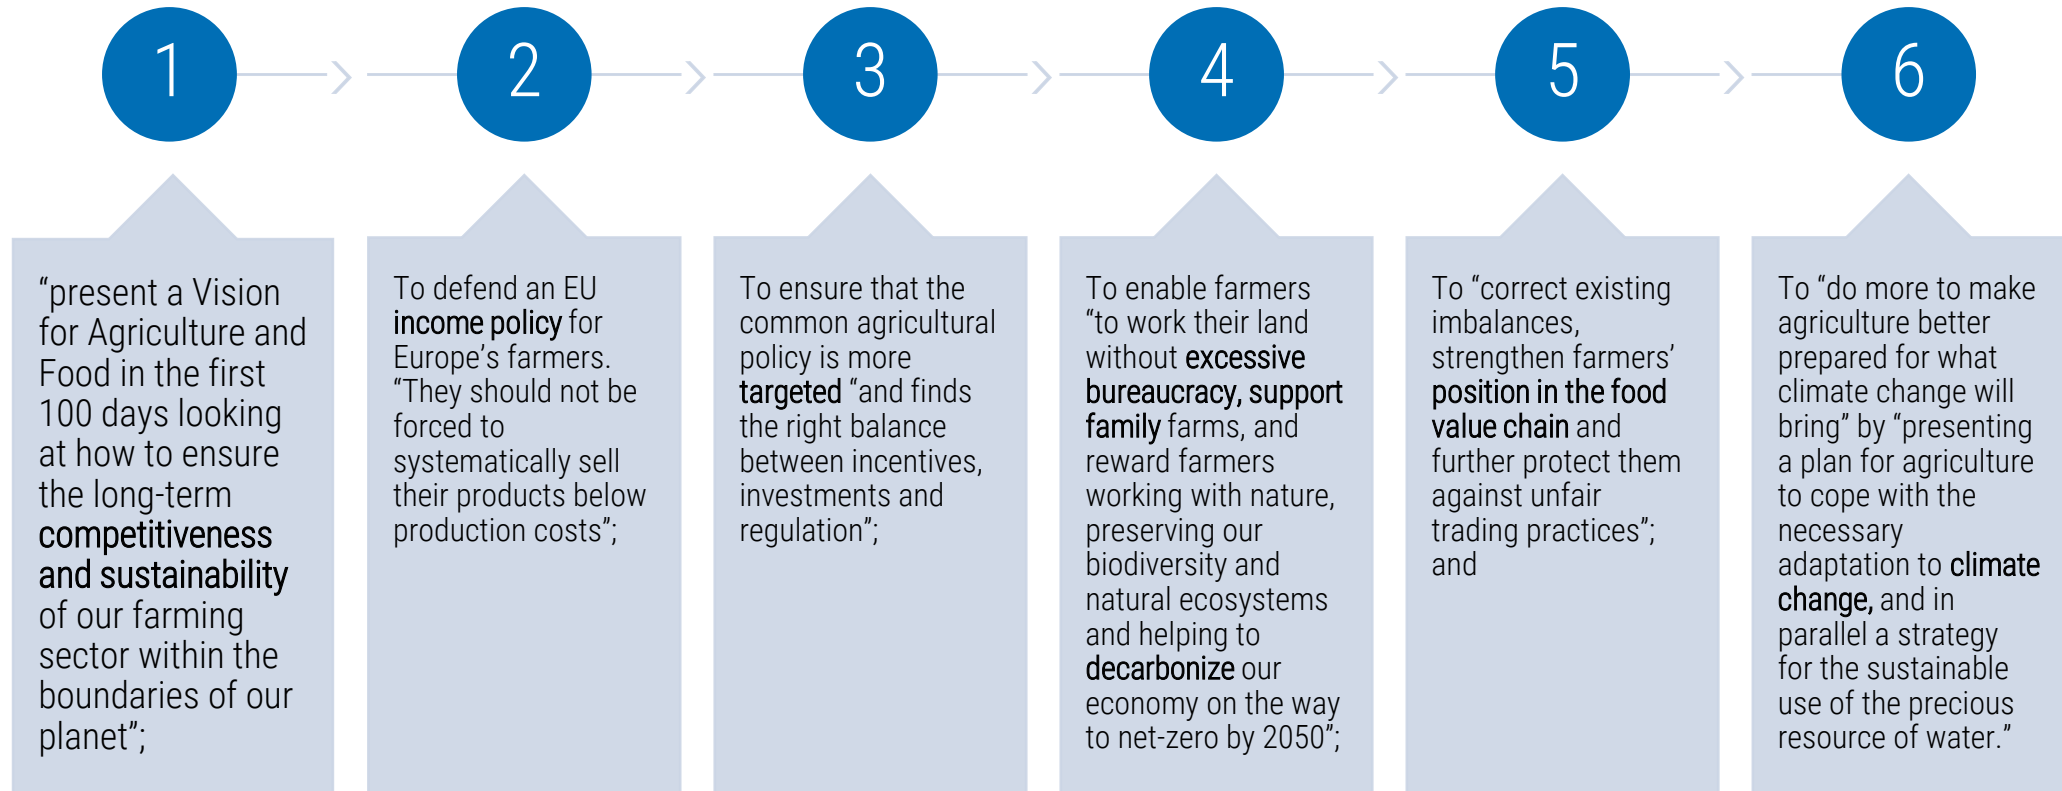 1
2
3
4
5
6
“present a Vision
for Agriculture and
Food in the first
100 days looking
at how to ensure
the long-term
competitiveness
and sustainability
of our farming
sector within the
boundaries of our
planet”;
To defend an EU
income policy for
Europe’s farmers.
“They should not be
forced to
systematically sell
their products below
production costs”;
To ensure that the
common agricultural
policy is more
targeted “and finds
the right balance
between incentives,
investments and
regulation”;
To enable farmers
“to work their land
without excessive
bureaucracy, support
family farms, and
reward farmers
working with nature,
preserving our
biodiversity and
natural ecosystems
and helping to
decarbonize our
economy on the way
to net-zero by 2050”;
To “correct existing
imbalances,
strengthen farmers’
position in the food
value chain and
further protect them
against unfair
trading practices”;
and
To “do more to make
agriculture better
prepared for what
climate change will
bring” by “presenting
a plan for agriculture
to cope with the
necessary
adaptation to climate
change, and in
parallel a strategy
for the sustainable
use of the precious
resource of water.”